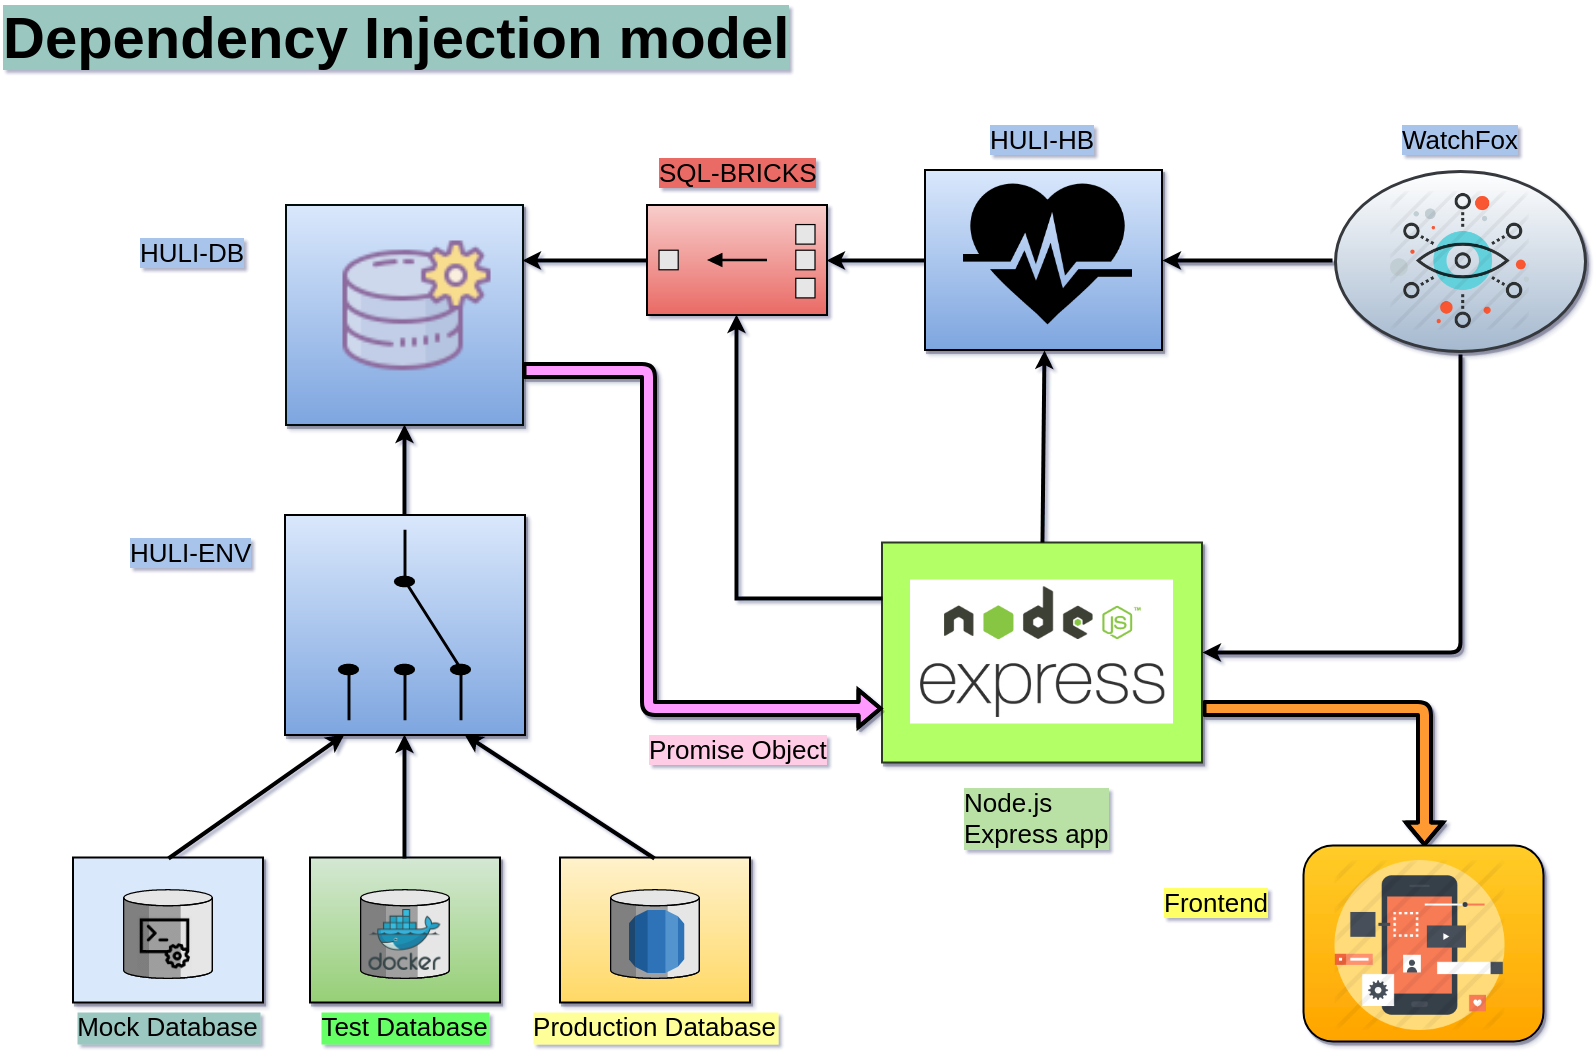 Dependency Injection model
HULI-HB
WatchFox
SQL-BRICKS
HULI-DB
HULI-ENV
node
JS
™
express
Promise Object
Node.js
Express app
Frontend
docker
Mock Database
Test Database
Production Database